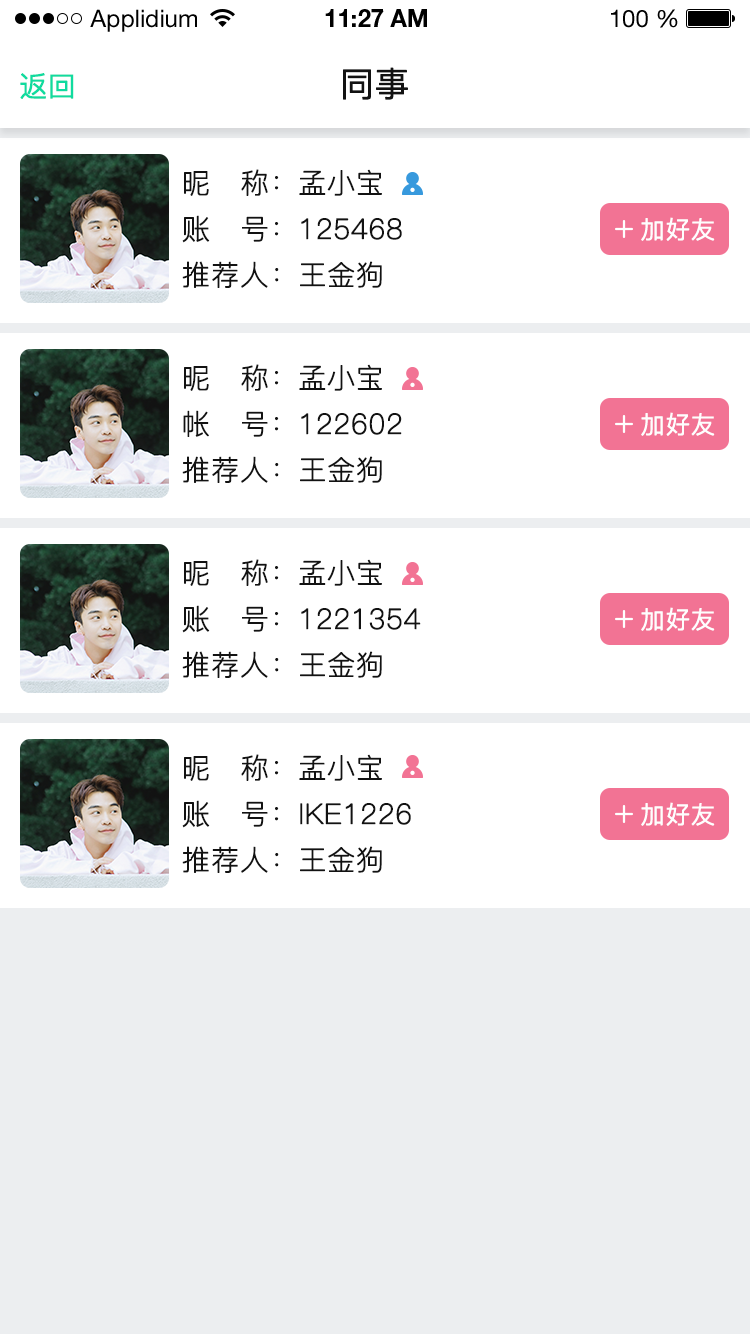 Applidium 11:27 AM 100 %
返回 同事
昵 称：孟小宝
账 号：125468
推荐人：王金狗
＋加好友
昵 称：孟小宝
帐 号：122602
推荐人：王金狗
＋加好友
昵 称：孟小宝
账 号：1221354
推荐人：王金狗
＋加好友
昵 称：孟小宝
账 号：IKE1226
推荐人：王金狗
＋加好友